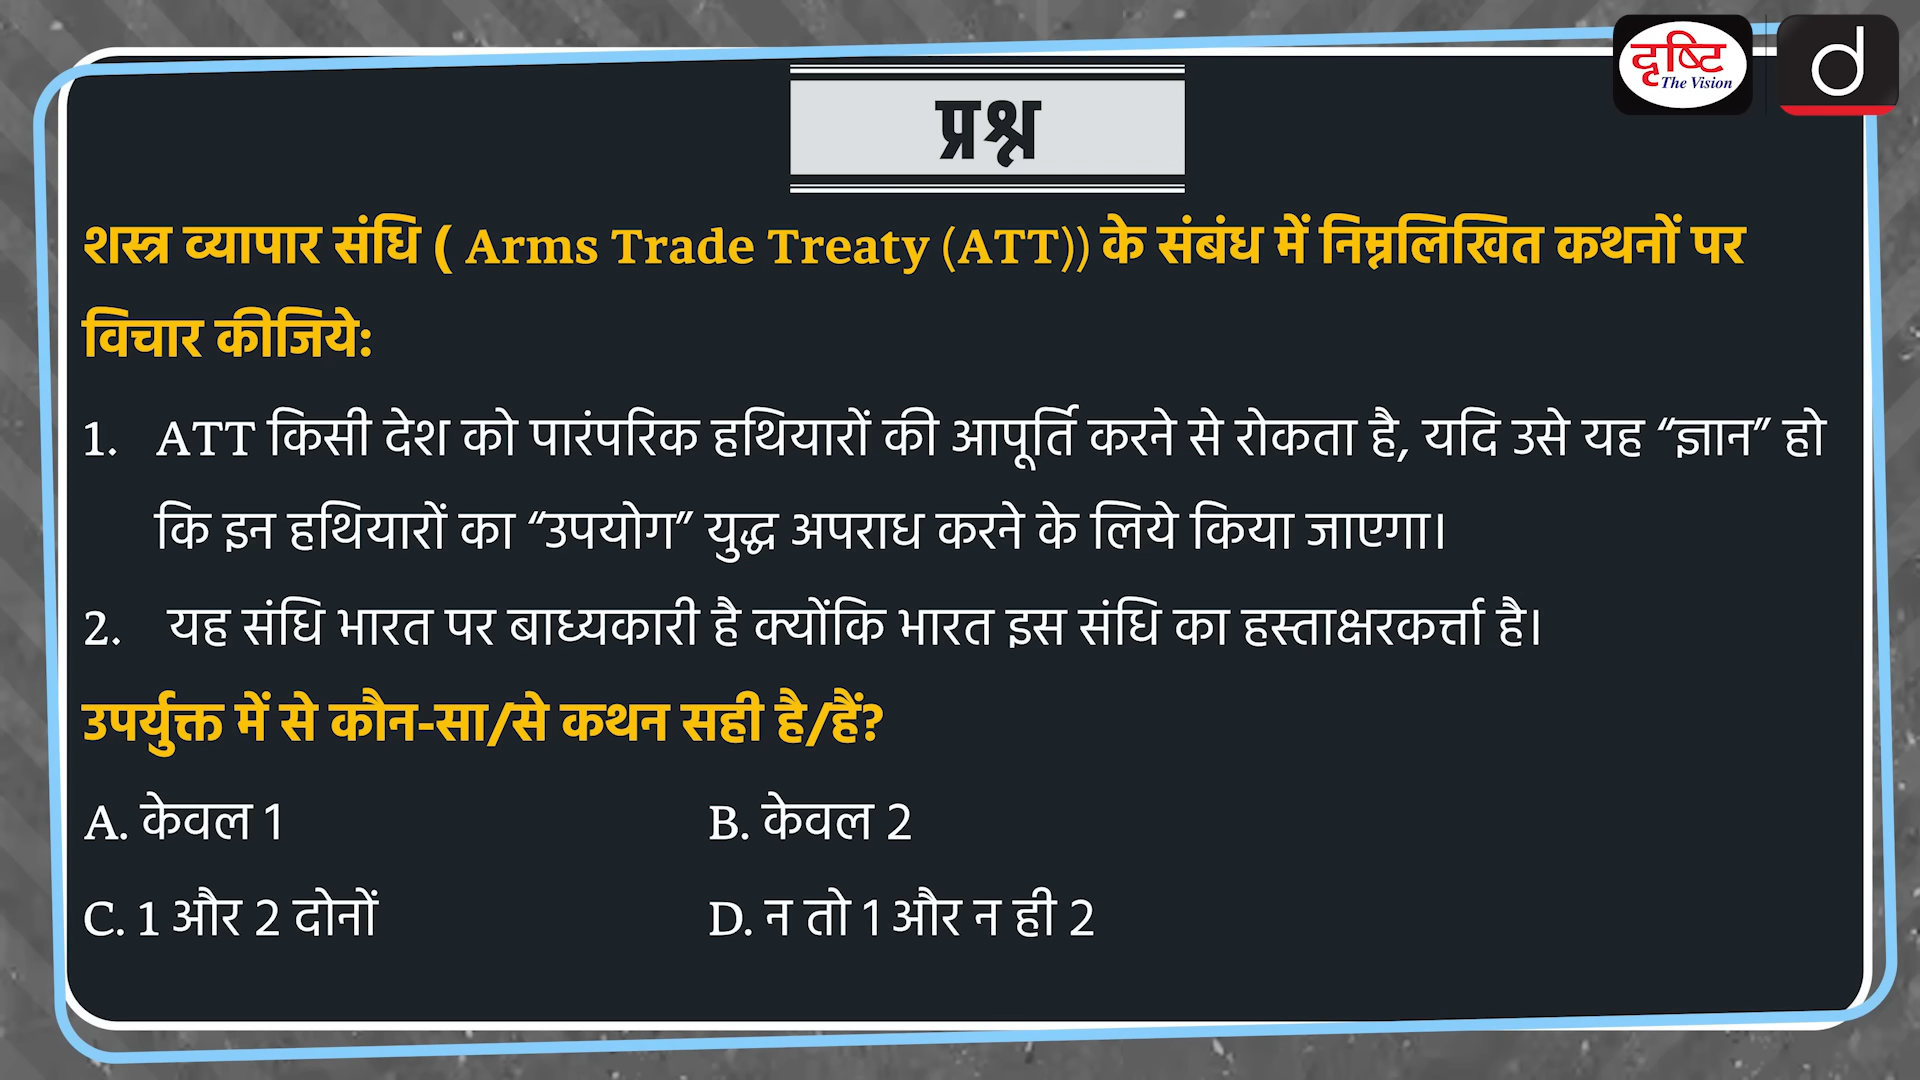 दृष्टि
The Vision
d
प्रश्न
शस्त्र व्यापार संधि ( Arms Trade Treaty (ATT)) के संबंध में निम्नलिखित कथनों पर
विचार कीजिये:
1. ATT किसी देश को पारंपरिक हथियारों की आपूर्ति करने से रोकता है, यदि उसे यह “ज्ञान” हो
कि इन हथियारों का “उपयोग” युद्ध अपराध करने के लिये किया जाएगा।
2. यह संधि भारत पर बाध्यकारी है क्योंकि भारत इस संधि का हस्ताक्षरकर्त्ता है।
उपर्युक्त में से कौन-सा/से कथन सही है/हैं?
A. केवल 1 B. केवल 2
C. 1 और 2 दोनों D. न तो 1 और न ही 2